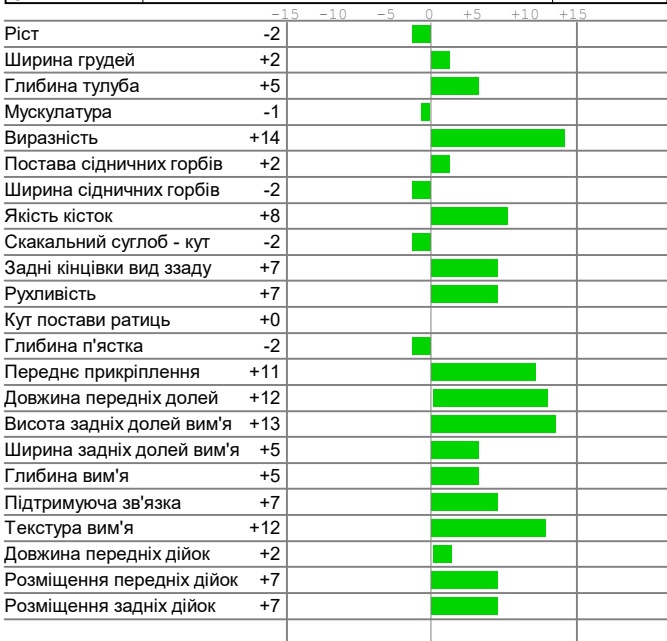 -15 -10 -5 0 +5 +10 +15
Ріст -2
Ширина грудей +2
Глибина тулуба +5
Мускулатура -1
Виразність +14
Постава сідничних горбів +2
Ширина сідничних горбів -2
Якість кісток +8
Скакальний суглоб - кут -2
Задні кінцівки вид ззаду +7
Рухливість +7
Кут постави ратиць +0
Глибина п'ястка -2
Переднє прикріплення +11
Довжина передніх долей +12
Висота задніх долей вим'я +13
Ширина задніх долей вим'я +5
Глибина вим'я +5
Підтримуюча зв'язка +7
Текстура вим'я +12
Довжина передніх дійок +2
Розміщення передніх дійок +7
Розміщення задніх дійок +7